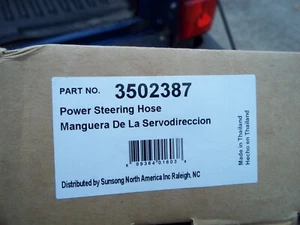 PART NO. 3502387
Power Steering Hose
Manguera De La Servodireccion
Distributed by Sunsong North America Inc Raleigh, NC
Made in Thailand
Hecho en Thailand